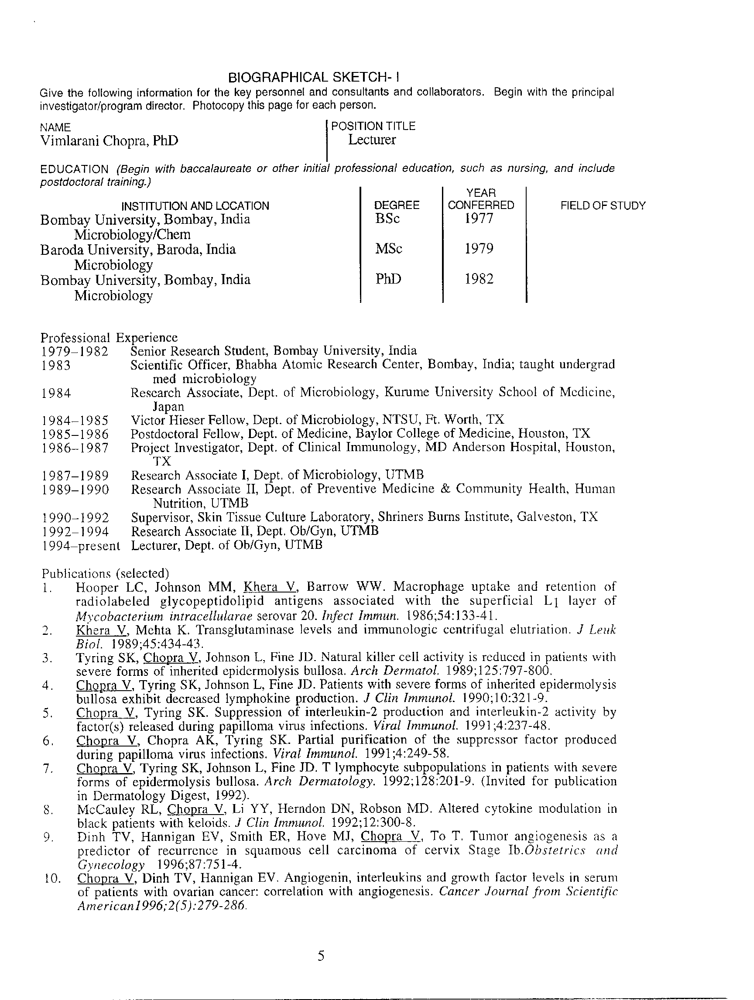 BIOGRAPHICAL SKETCH- I
Give the following information for the key personnel and consultants and collaborators. Begin with the principal
investigator/program director. Photocopy this page for each person.
NAME
Vimlarani Chopra, PhD
POSITION TITLE
Lecturer
EDUCATION (Begin with baccalaureate or other initial professional education, such as nursing, and include
postdoctoral training.)
INSTITUTION AND LOCATION DEGREE YEAR CONFERRED FIELD OF STUDY
Bombay University, Bombay, India BSc 1977
Microbiology/Chem
Baroda University, Baroda, India MSc 1979
Microbiology
Bombay University, Bombay, India PhD 1982
Microbiology
Professional Experience
1979–1982 Senior Research Student, Bombay University, India
1983 Scientific Officer, Bhabha Atomic Research Center, Bombay, India; taught undergrad
med microbiology
1984 Research Associate, Dept. of Microbiology, Kurume University School of Medicine,
Japan
1984–1985 Victor Hieser Fellow, Dept. of Microbiology, NTSU, Ft. Worth, TX
1985–1986 Postdoctoral Fellow, Dept. of Medicine, Baylor College of Medicine, Houston, TX
1986–1987 Project Investigator, Dept. of Clinical Immunology, MD Anderson Hospital, Houston,
TX
1987–1989 Research Associate I, Dept. of Microbiology, UTMB
1989–1990 Research Associate II, Dept. of Preventive Medicine & Community Health, Human
Nutrition, UTMB
1990–1992 Supervisor, Skin Tissue Culture Laboratory, Shriners Burns Institute, Galveston, TX
1992–1994 Research Associate II, Dept. Ob/Gyn, UTMB
1994–present Lecturer, Dept. of Ob/Gyn, UTMB
Publications (selected)
1. Hooper LC, Johnson MM, Khera V, Barrow WW. Macrophage uptake and retention of
radiolabeled glycopeptidolipid antigens associated with the superficial L1 layer of
Mycobacterium intracellularae serovar 20. Infect Immun. 1986;54:133-41.
2. Khera V, Mehta K. Transglutaminase levels and immunologic centrifugal elutriation. J Leuk
Biol. 1989;45:434-43.
3. Tyring SK, Chopra V, Johnson L, Fine JD. Natural killer cell activity is reduced in patients with
severe forms of inherited epidermolysis bullosa. Arch Dermatol. 1989;125:797-800.
4. Chopra V, Tyring SK, Johnson L, Fine JD. Patients with severe forms of inherited epidermolysis
bullosa exhibit decreased lymphokine production. J Clin Immunol. 1990;10:321-9.
5. Chopra V, Tyring SK. Suppression of interleukin-2 production and interleukin-2 activity by
factor(s) released during papilloma virus infections. Viral Immunol. 1991;4:237-48.
6. Chopra V, Chopra AK, Tyring SK. Partial purification of the suppressor factor produced
during papilloma virus infections. Viral Immunol. 1991;4:249-58.
7. Chopra V, Tyring SK, Johnson L, Fine JD. T lymphocyte subpopulations in patients with severe
forms of epidermolysis bullosa. Arch Dermatology. 1992;128:201-9. (Invited for publication
in Dermatology Digest, 1992).
8. McCauley RL, Chopra V, Li YY, Herndon DN, Robson MD. Altered cytokine modulation in
black patients with keloids. J Clin Immunol. 1992;12:300-8.
9. Dinh TV, Hannigan EV, Smith ER, Hove MJ, Chopra V, To T. Tumor angiogenesis as a
predictor of recurrence in squamous cell carcinoma of cervix Stage Ib.Obstetrics and
Gynecology 1996;87:751-4.
10. Chopra V, Dinh TV, Hannigan EV. Angiogenin, interleukins and growth factor levels in serum
of patients with ovarian cancer: correlation with angiogenesis. Cancer Journal from Scientific
American1996;2(5):279-286.
5